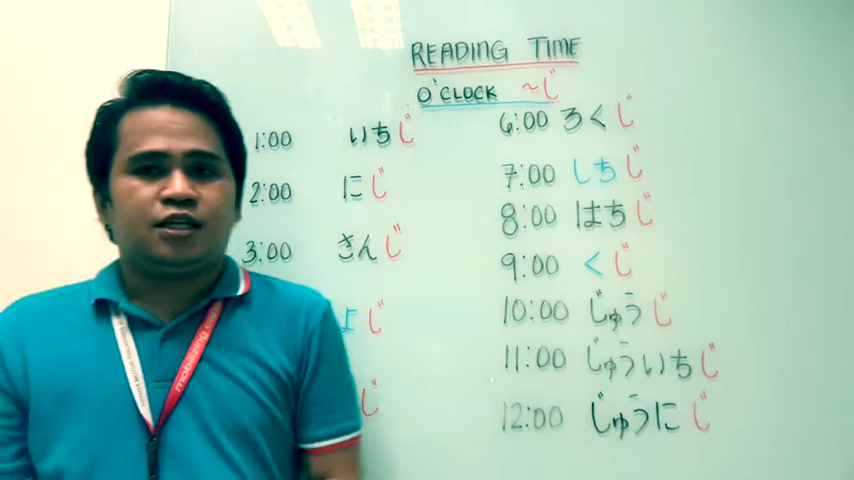 READING TIME
O'CLOCK ~じ
1:00 いちじ
2:00 にじ
3:00 さんじ
よじ
じ
6:00 ろくじ
7:00 しちじ
8:00 はちじ
9:00 くじ
10:00 じゅうじ
11:00 じゅういちじ
12:00 じゅうにじ
mobilizing